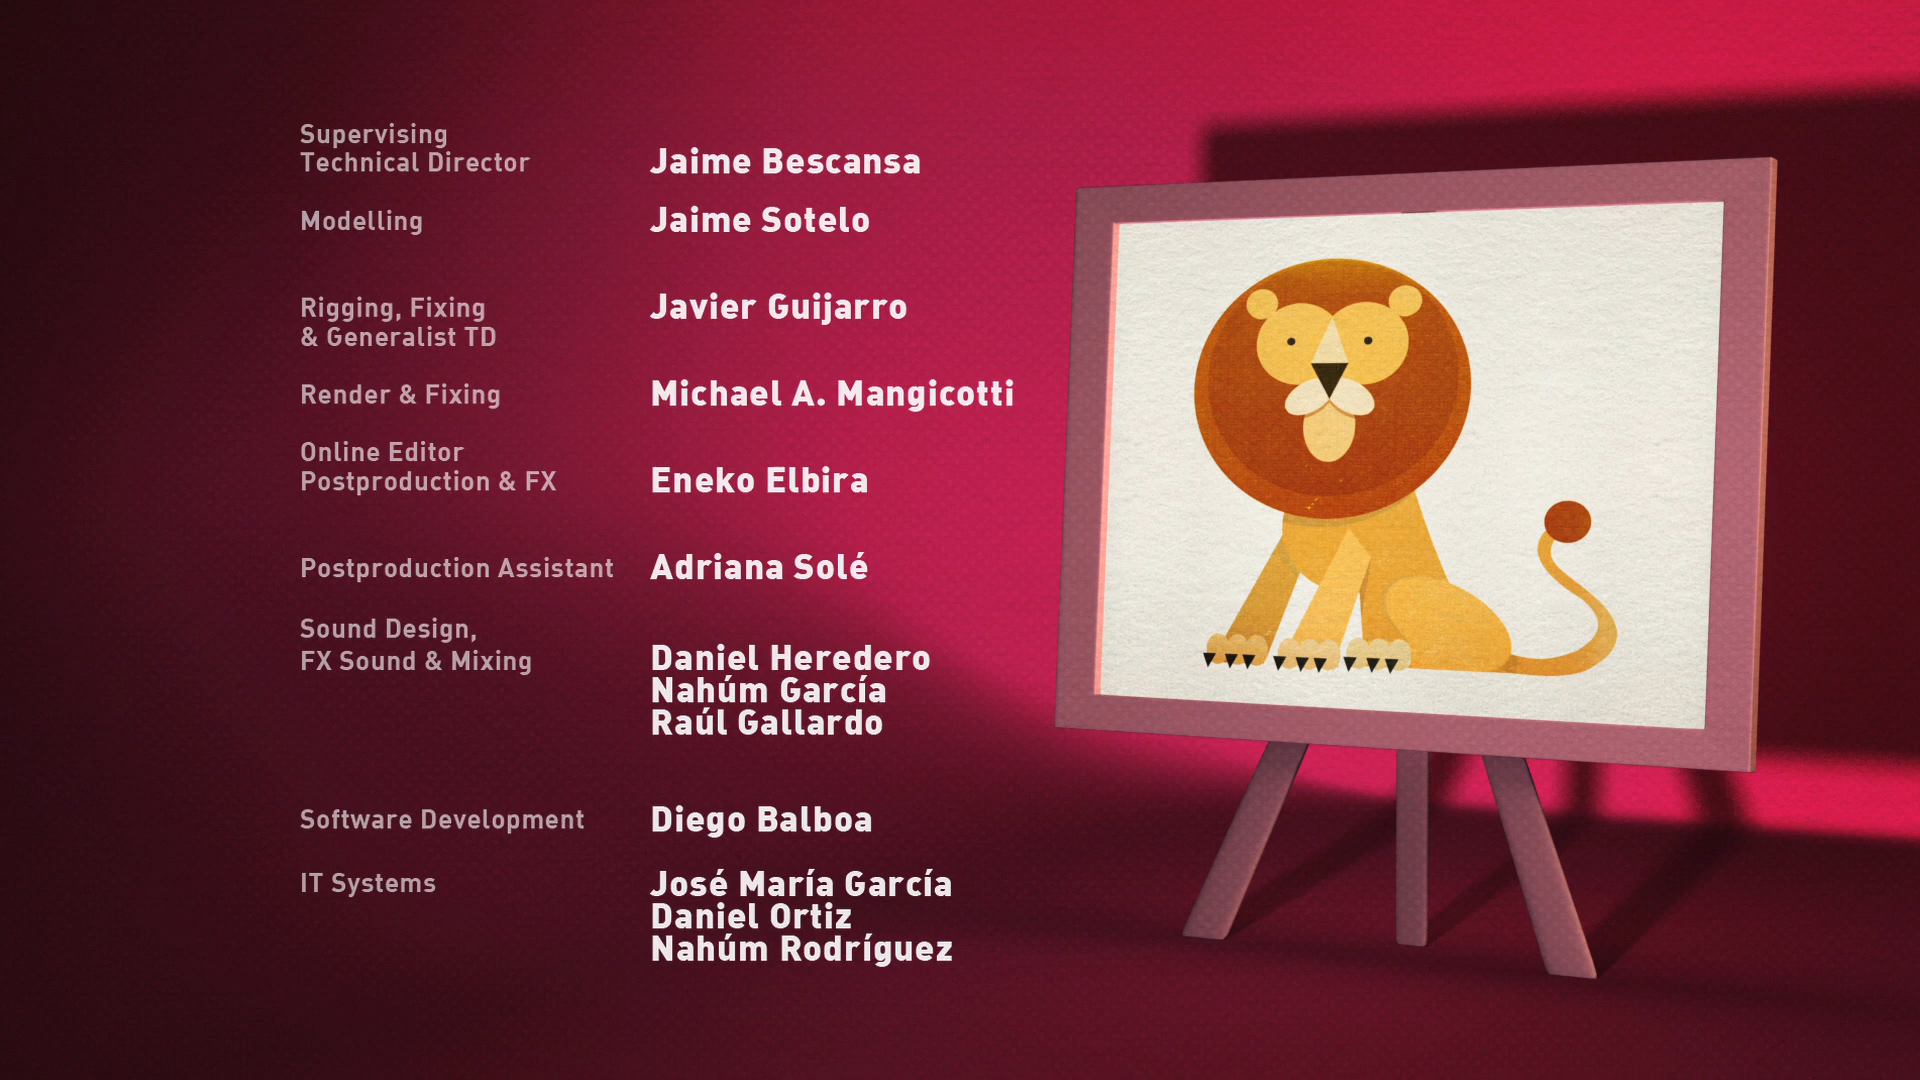 Supervising
Technical Director Jaime Bescansa
Modelling Jaime Sotelo
Rigging, Fixing Javier Guijarro
& Generalist TD
Render & Fixing Michael A. Mangicotti
Online Editor
Postproduction & FX Eneko Elbira
Postproduction Assistant Adriana Solé
Sound Design,
FX Sound & Mixing Daniel Heredero
Nahúm García
Raúl Gallardo
Software Development Diego Balboa
IT Systems José María García
Daniel Ortiz
Nahúm Rodríguez